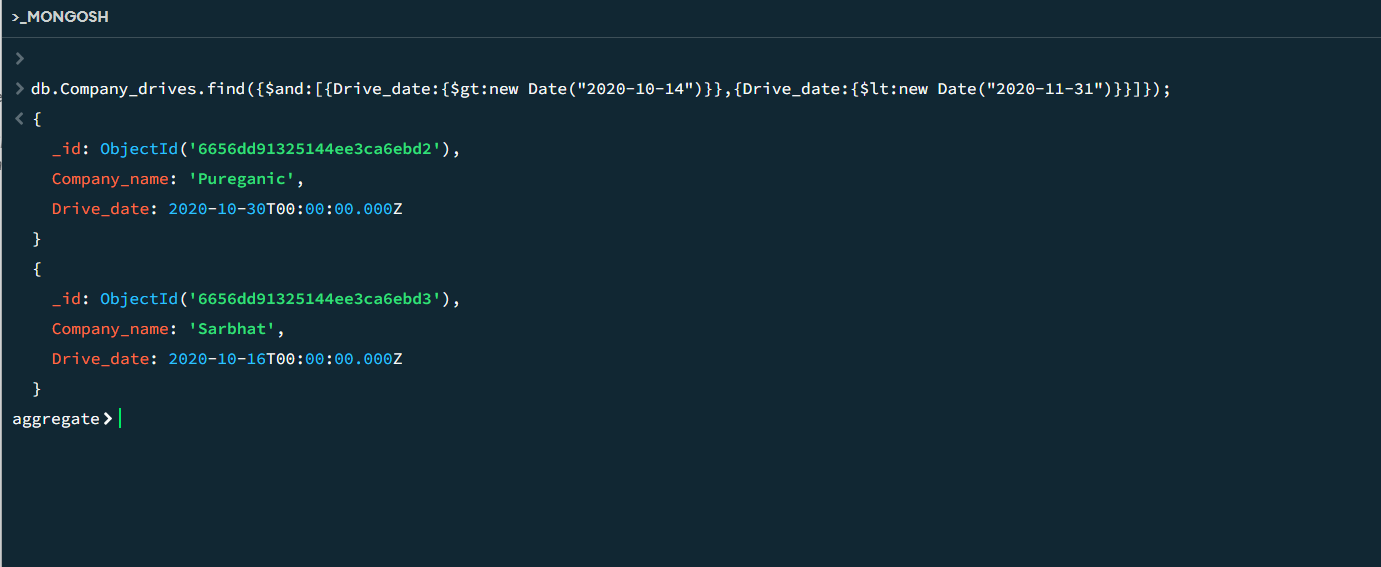 >_MONGOSH
>
> db.Company_drives.find({$and:[{Drive_date:{$gt:new Date("2020-10-14")}},{Drive_date:{$lt:new Date("2020-11-31")}}]});
< {
_id: ObjectId('6656dd91325144ee3ca6ebd2'),
Company_name: 'Pureganic',
Drive_date: 2020-10-30T00:00:00.000Z
}
{
_id: ObjectId('6656dd91325144ee3ca6ebd3'),
Company_name: 'Sarbhat',
Drive_date: 2020-10-16T00:00:00.000Z
}
aggregate>